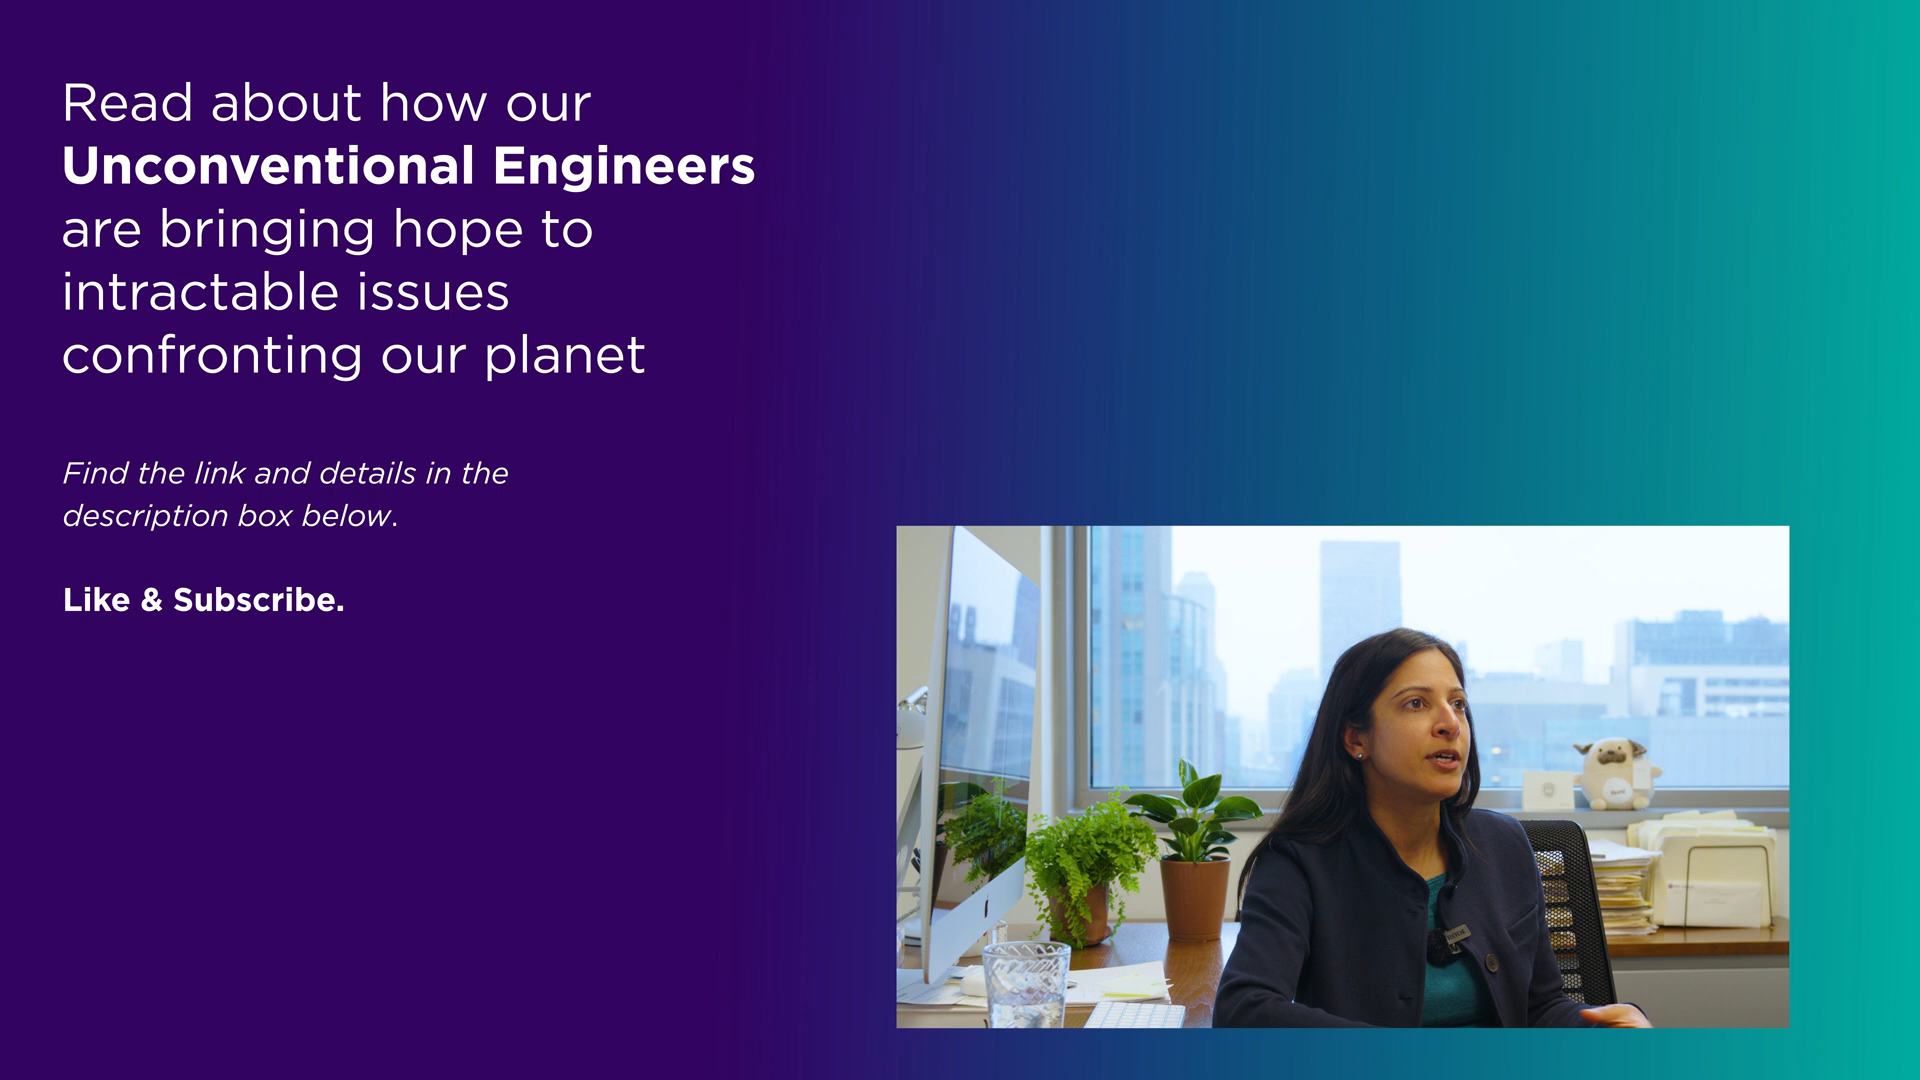 Read about how our
Unconventional Engineers
are bringing hope to
intractable issues
confronting our planet
Find the link and details in the
description box below.
Like & Subscribe.